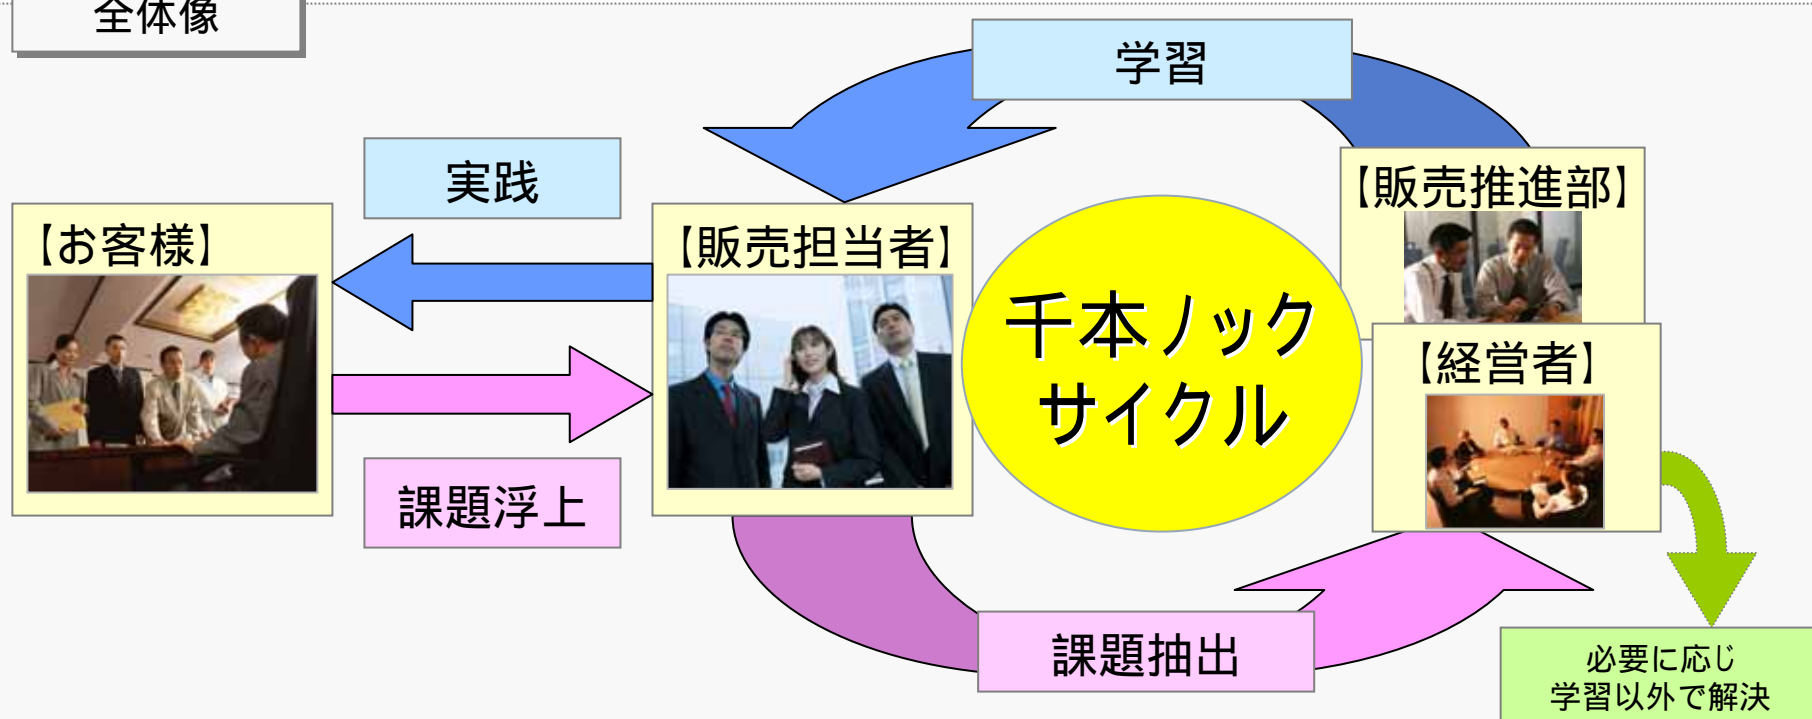 全体像
学習
実践
【お客様】
【販売担当者】
【販売推進部】
千本ノック
サイクル
【経営者】
課題浮上
課題抽出
必要に応じ
学習以外で解決